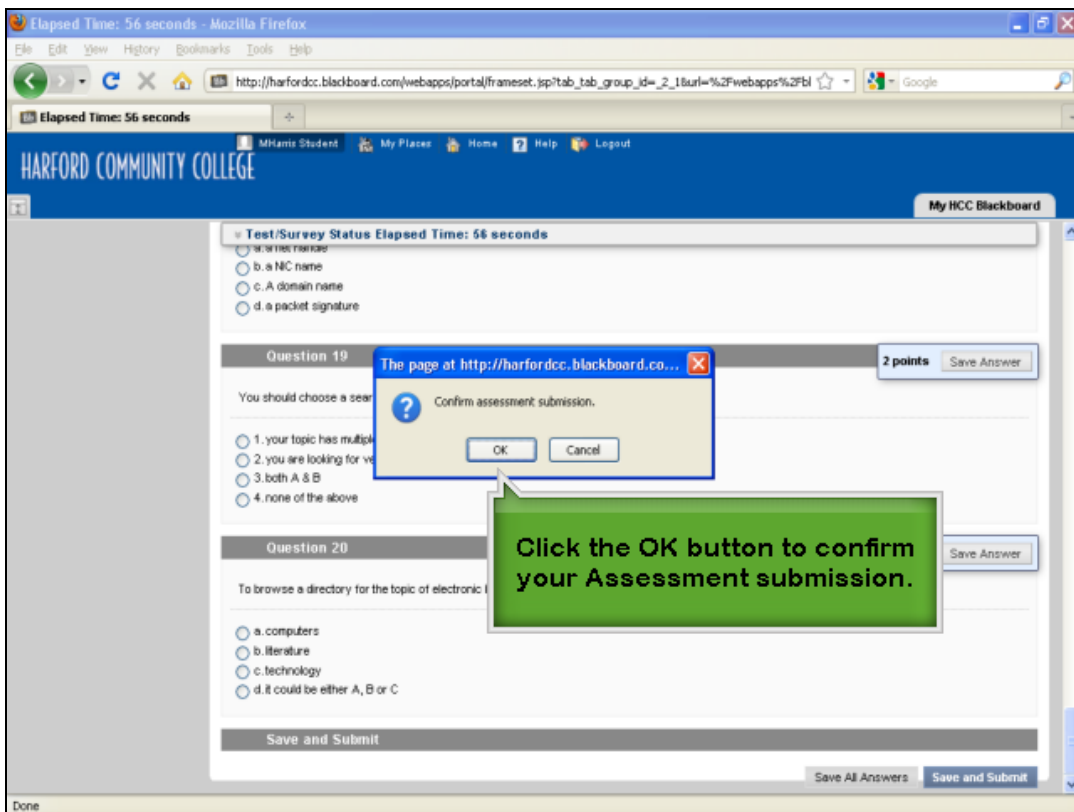 Elapsed Time: 56 seconds - Mozilla Firefox
File Edit View History Bookmarks Tools Help
http://harfordcc.blackboard.com/webapps/portal/frameset.jsp?tab_tab_group_id=_2_1&url=%2Fwebapps%2Fbl Google
Elapsed Time: 56 seconds
MHarris Student My Places Home Help Logout
HARFORD COMMUNITY COLLEGE
My HCC Blackboard
Test/Survey Status Elapsed Time: 56 seconds
b. a NIC name
c. A domain name
d. a packet signature
Question 19
2 points Save Answer
The page at http://harfordcc.blackboard.co...
Confirm assessment submission.
OK Cancel
You should choose a sear
1. your topic has multiple
2. you are looking for ve
3. both A & B
4. none of the above
Click the OK button to confirm
your Assessment submission.
Question 20
Save Answer
To browse a directory for the topic of electronic
a. computers
b. literature
c. technology
d. it could be either A, B or C
Save and Submit
Save All Answers Save and Submit
Done